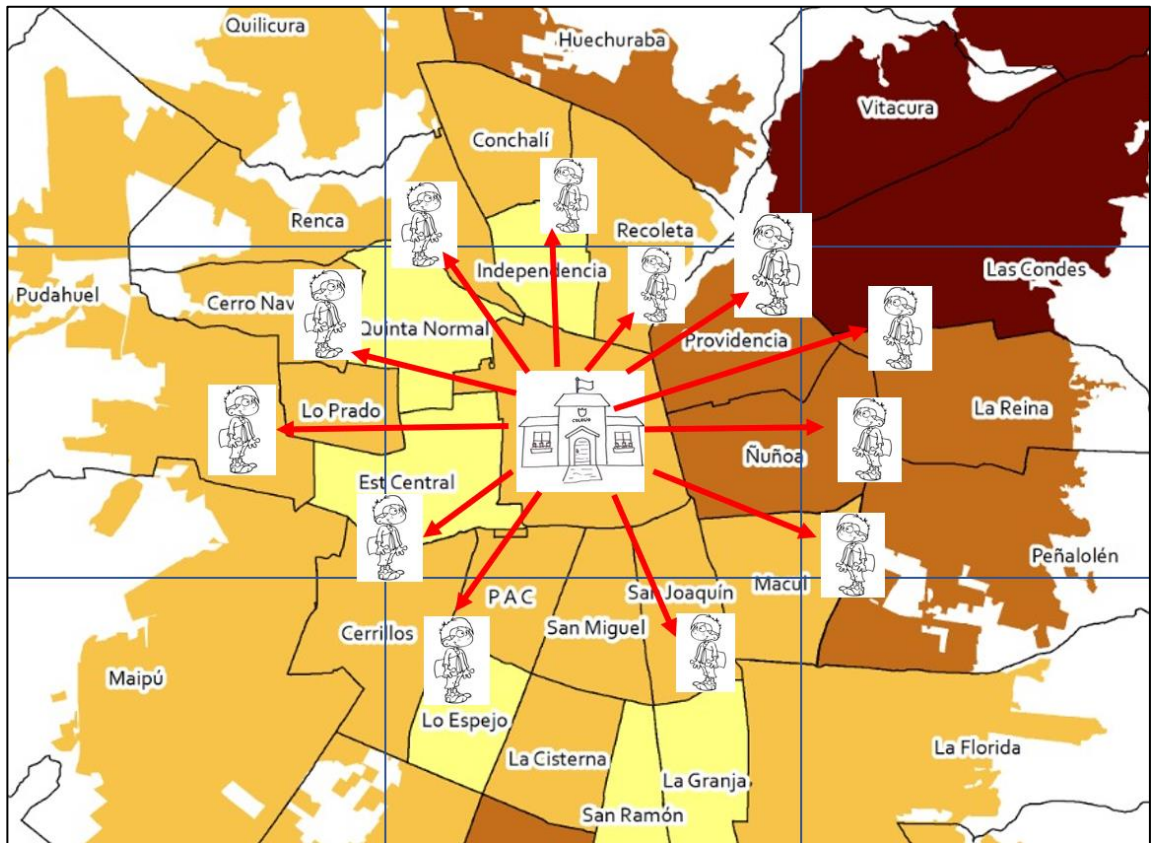 Quilicura
Huechuraba
Vitacura
Conchalí
Renca
Recoleta
Independencia
Las Condes
Pudahuel
Cerro Nav
Quinta Normal
Providencia
Lo Prado
La Reina
COLEGIO
Ñuñoa
Est Central
Peñalolén
Macul
San Joaquín
P A C
San Miguel
Cerrillos
Maipú
Lo Espejo
La Florida
La Cisterna
La Granja
San Ramón